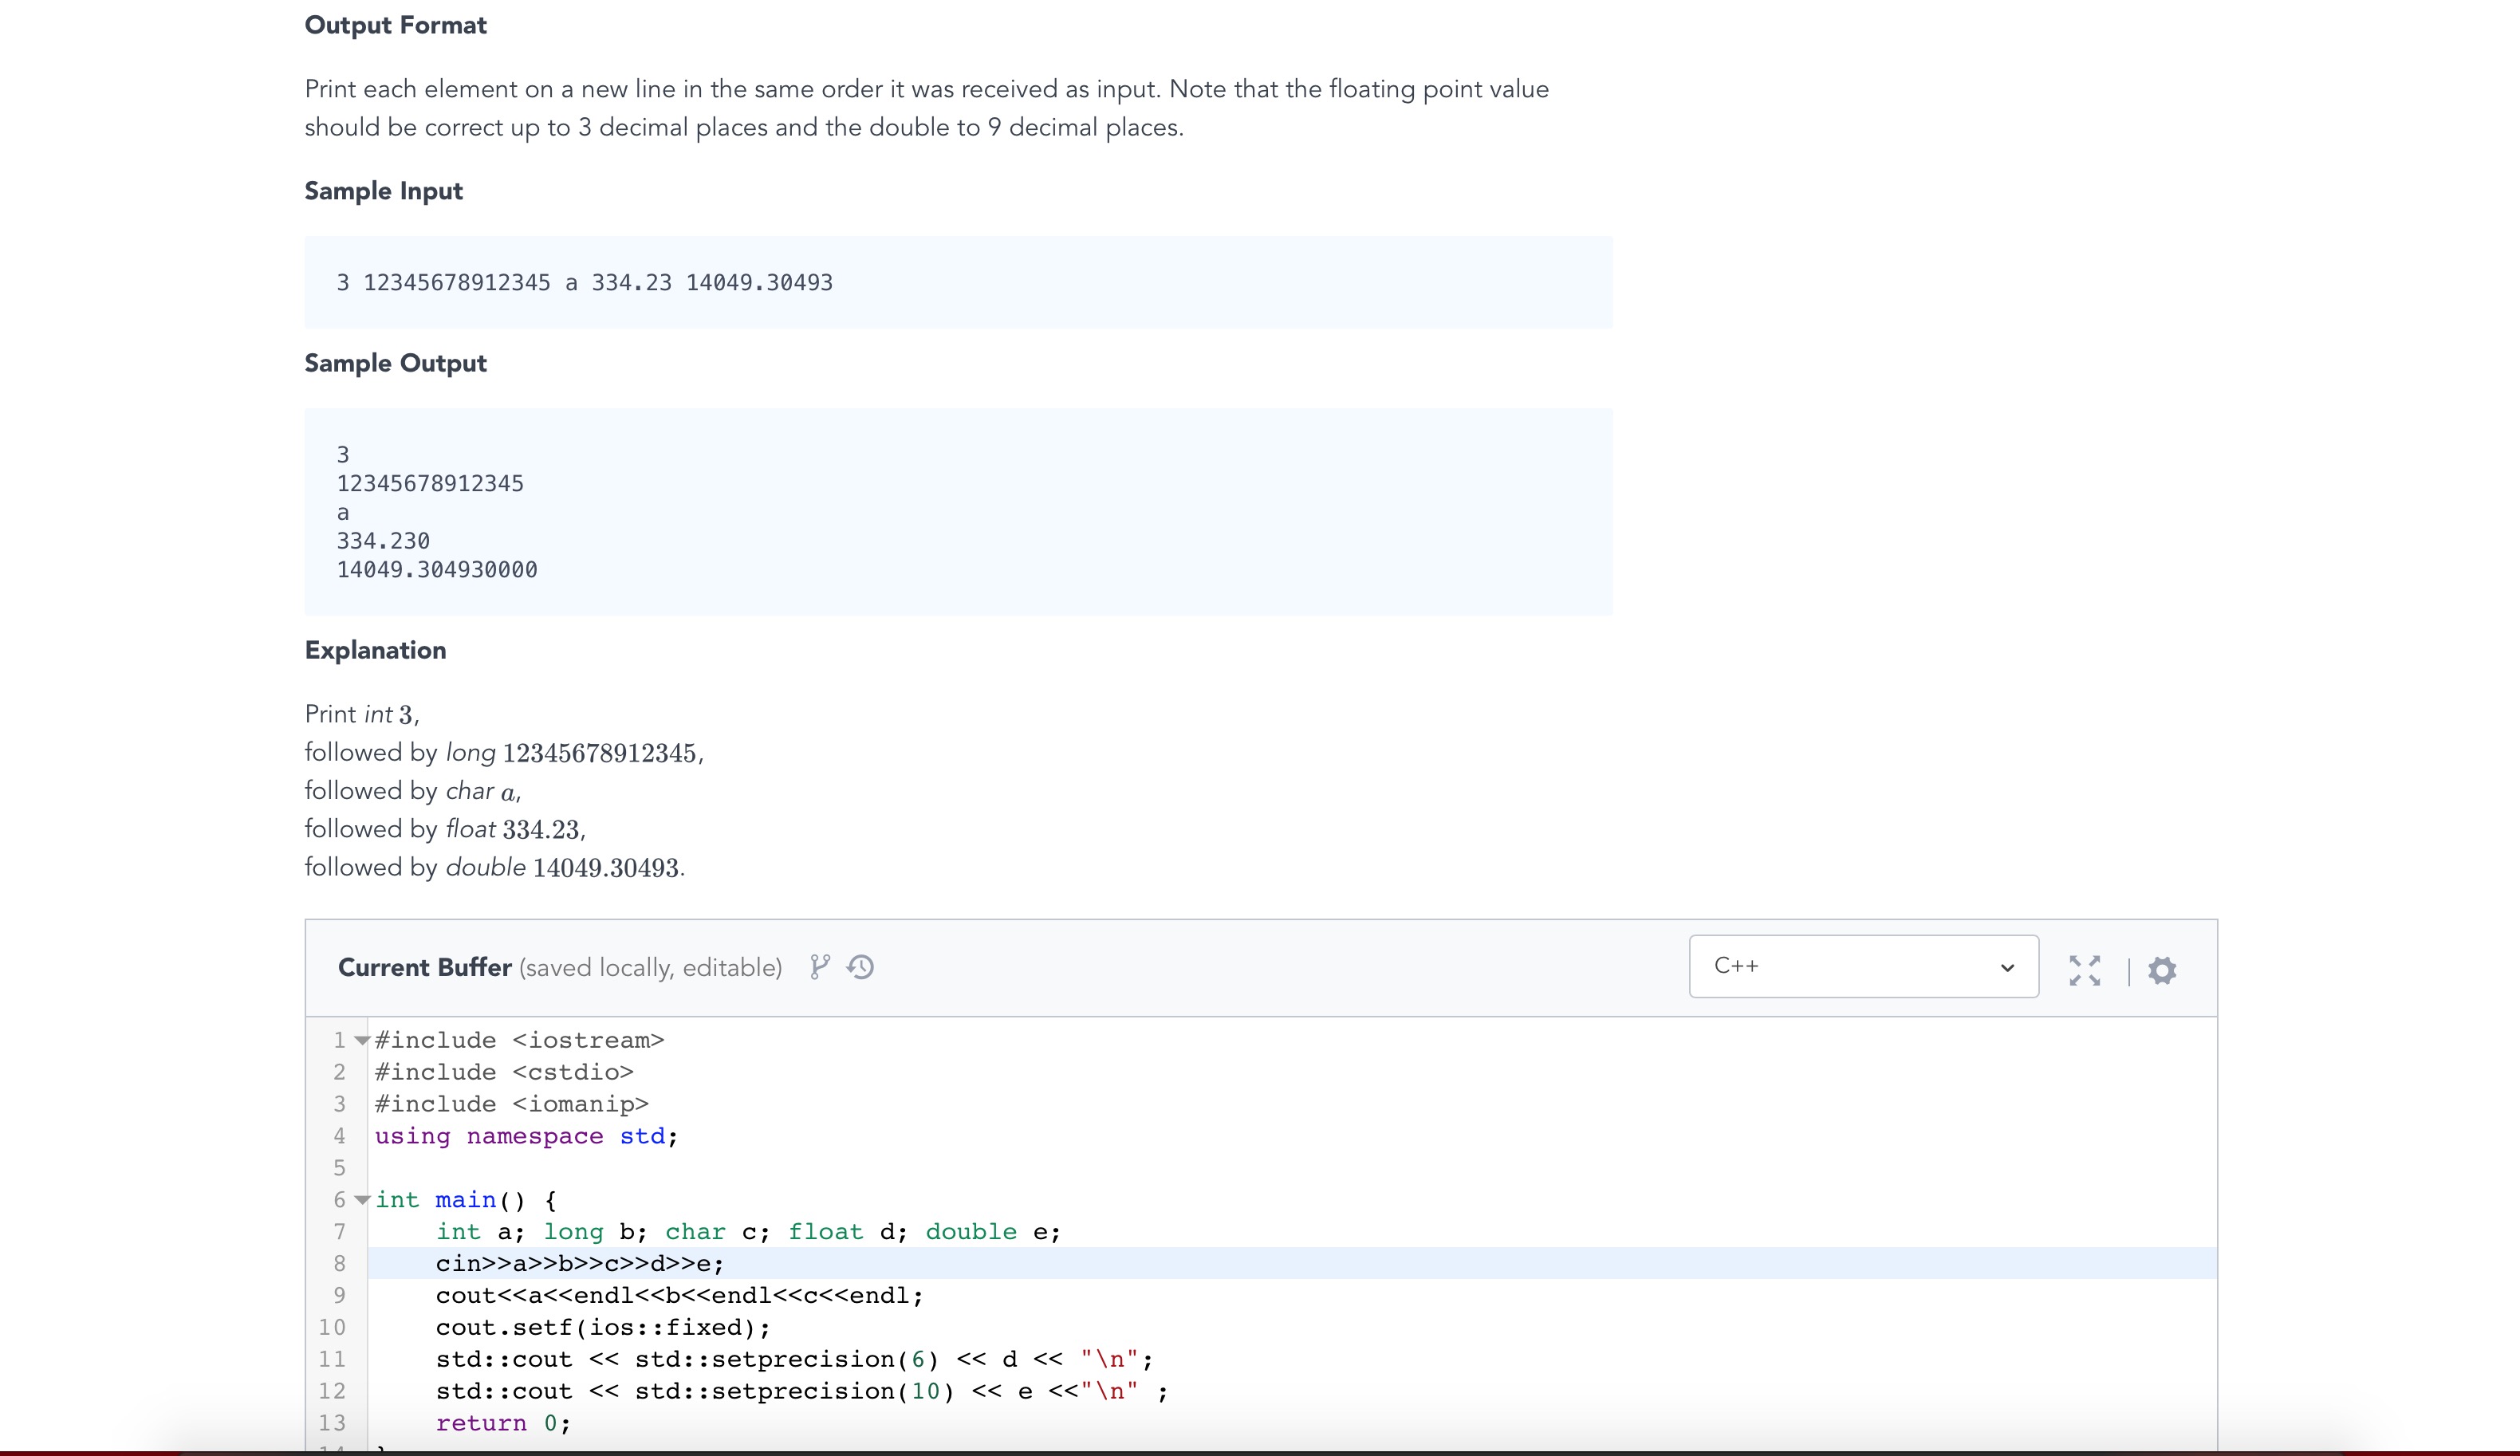 Output Format
Print each element on a new line in the same order it was received as input. Note that the floating point value
should be correct up to 3 decimal places and the double to 9 decimal places.
Sample Input
3 12345678912345 a 334.23 14049.30493
Sample Output
3
12345678912345
a
334.230
14049.304930000
Explanation
Print int 3,
followed by long 12345678912345,
followed by char a,
followed by float 334.23,
followed by double 14049.30493.
Current Buffer (saved locally, editable)
C++
1 #include <iostream>
2 #include <cstdio>
3 #include <iomanip>
4 using namespace std;
5
6 int main() {
7     int a; long b; char c; float d; double e;
8     cin>>a>>b>>c>>d>>e;
9     cout<<a<<endl<<b<<endl<<c<<endl;
10     cout.setf(ios::fixed);
11     std::cout << std::setprecision(6) << d << "\n";
12     std::cout << std::setprecision(10) << e <<"\n" ;
13     return 0;